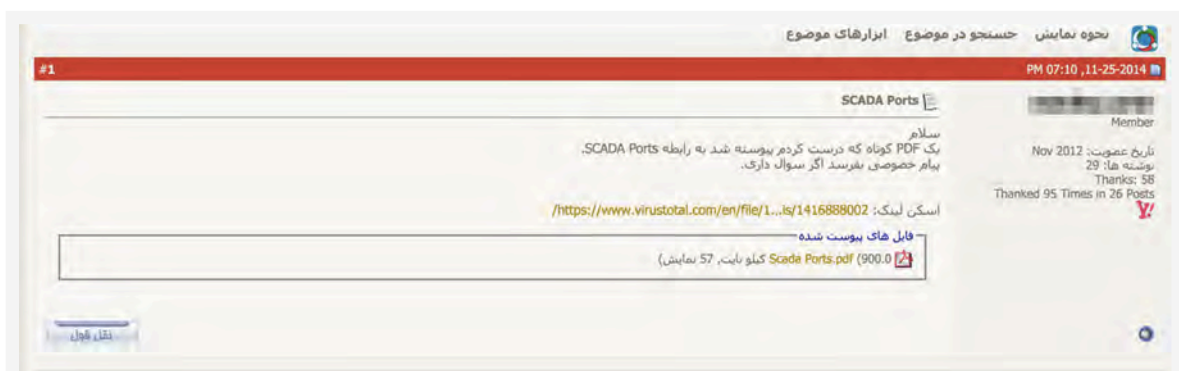 نحوه نمایش جستجو در موضوع ابزارهای موضوع
11-25-2014, 07:10 PM
#1
Member
تاریخ عضویت: Nov 2012
نوشته ها: 29
Thanks: 58
Thanked 95 Times in 26 Posts
Y!
SCADA Ports
سلام
یک PDF کوتاه که درست کردم پیوسته شد به رابطه SCADA Ports.
پیام خصوصی بفرسد اگر سوال داری.
اسکن لینک: https://www.virustotal.com/en/file/1...is/1416888002/
فایل های پیوست شده
Scada Ports.pdf (900.0 کیلو بایت, 57 نمایش)
نقل قول